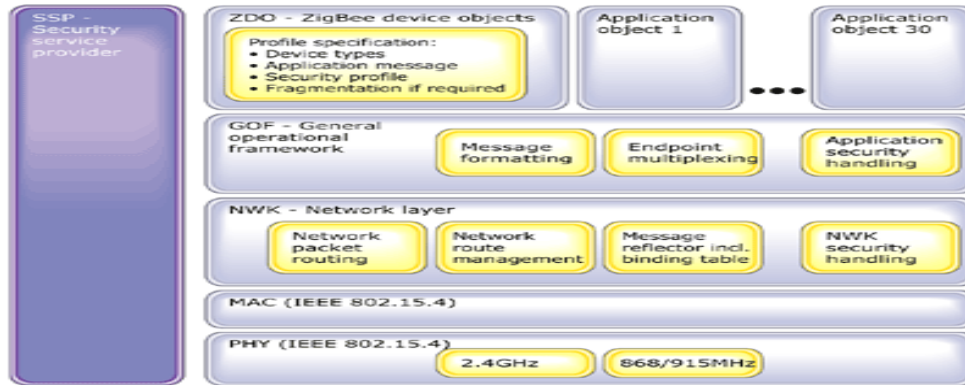 SSP -
Security
service
provider
ZDO - ZigBee device objects
Profile specification:
• Device types
• Application message
• Security profile
• Fragmentation if required
Application
object 1
•••
Application
object 30
GOF - General
operational
framework
Message
formatting
Endpoint
multiplexing
Application
security
handling
NWK - Network layer
Network
packet
routing
Network
route
management
Message
reflector incl.
binding table
NWK
security
handling
MAC (IEEE 802.15.4)
PHY (IEEE 802.15.4)
2.4GHz
868/915MHz